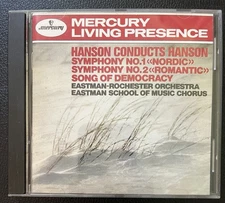 mercury
MERCURY
LIVING PRESENCE
HANSON CONDUCTS HANSON
SYMPHONY NO.1 «NORDIC»
SYMPHONY NO.2 «ROMANTIC»
SONG OF DEMOCRACY
EASTMAN-ROCHESTER ORCHESTRA
EASTMAN SCHOOL OF MUSIC CHORUS